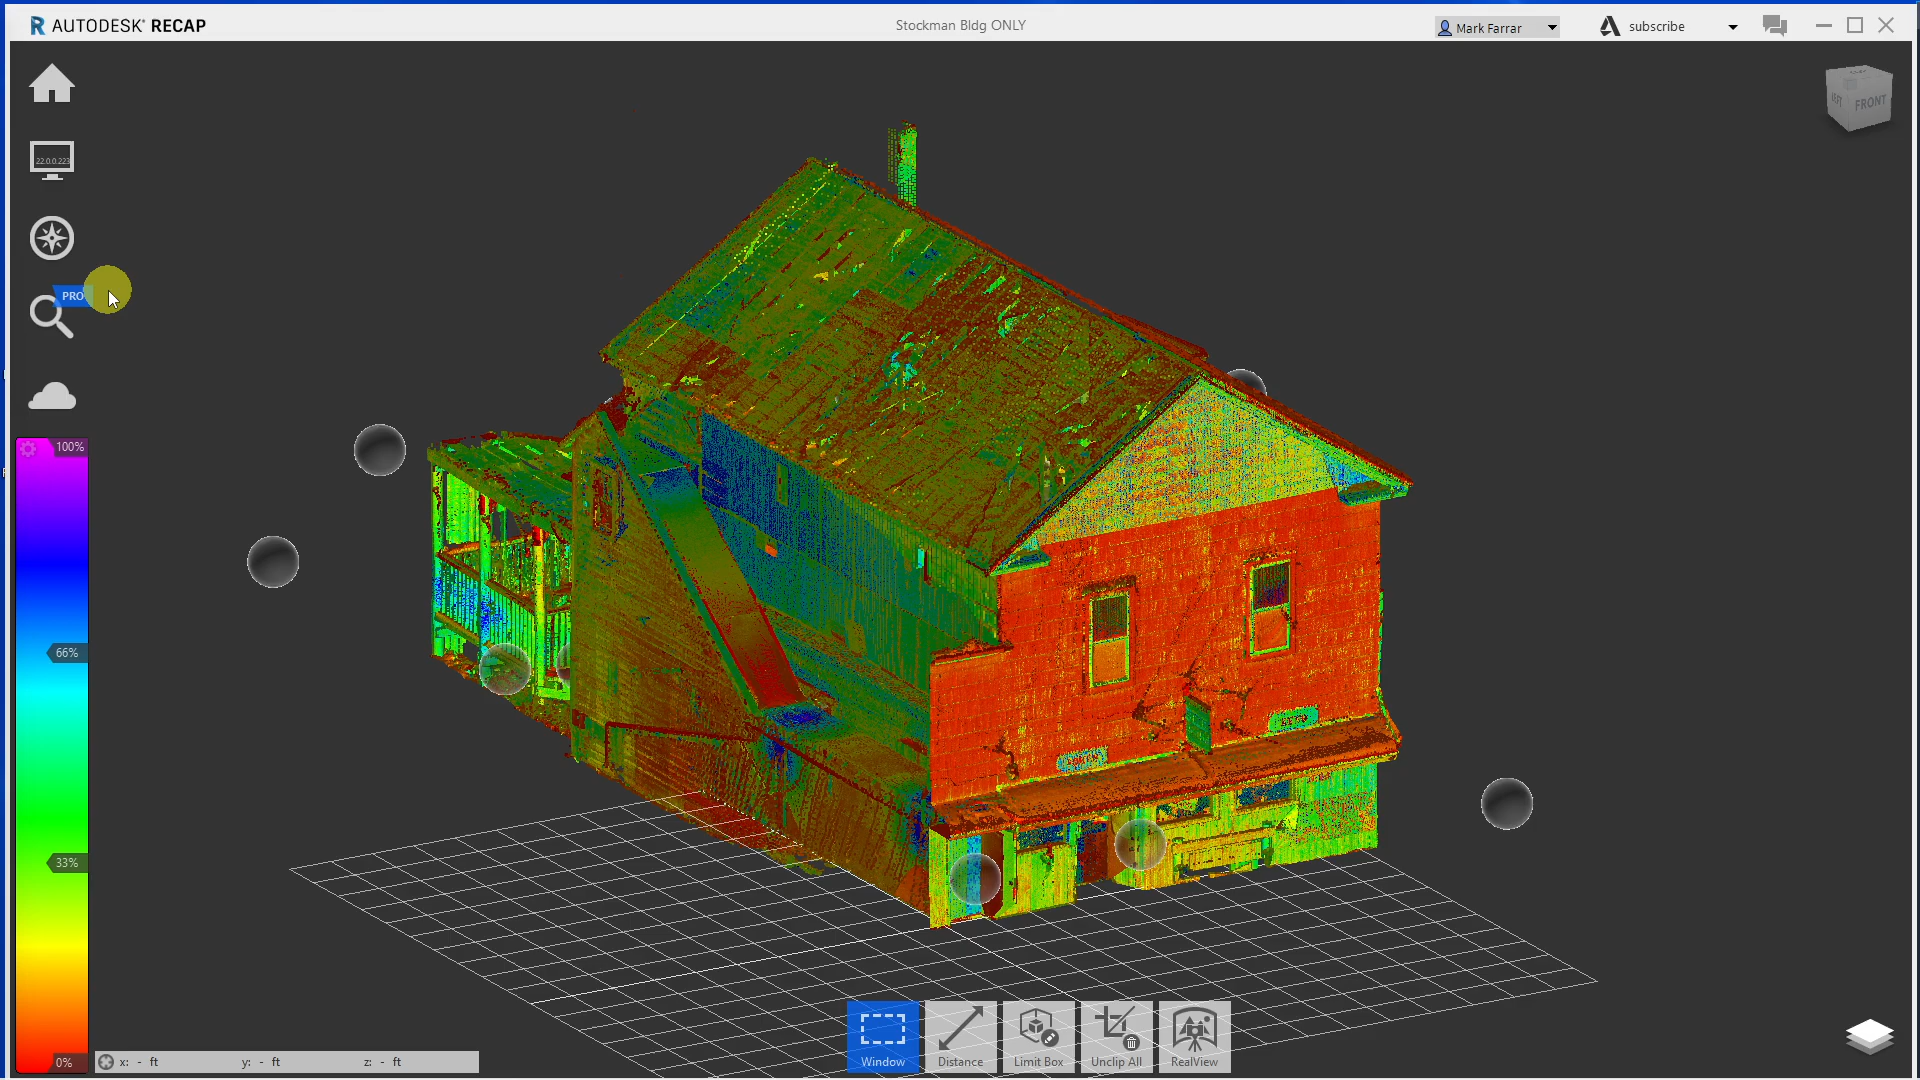 AUTODESK® RECAP
Stockman Bldg ONLY
Mark Farrar
subscribe
LEFT
FRONT
22.0.0.223
PRO
100%
66%
33%
0%
x: - ft
y: - ft
z: - ft
Window
Distance
Limit Box
Unclip All
RealView